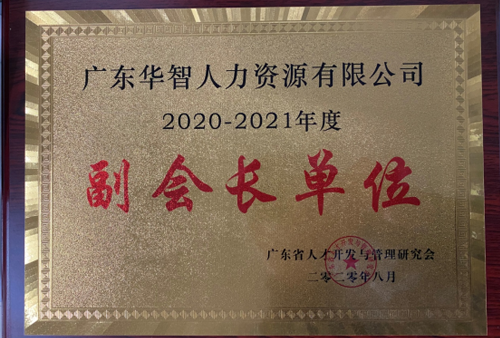 广东华智人力资源有限公司
2020-2021年度
副会长单位
广东省人才开发与管理研究会
二零二零年八月